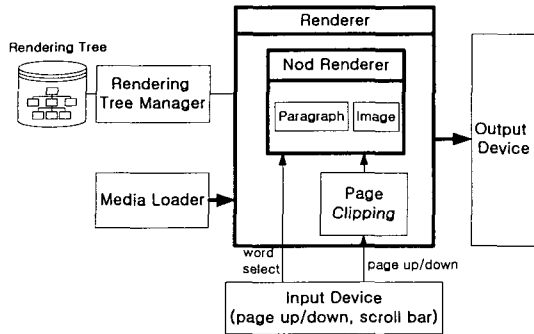 Renderer
Rendering Tree
Nod Renderer
Rendering
Tree Manager
Paragraph
Image
Output
Device
Media Loader
Page
Clipping
word
select
page up/down
Input Device
(page up/down, scroll bar)